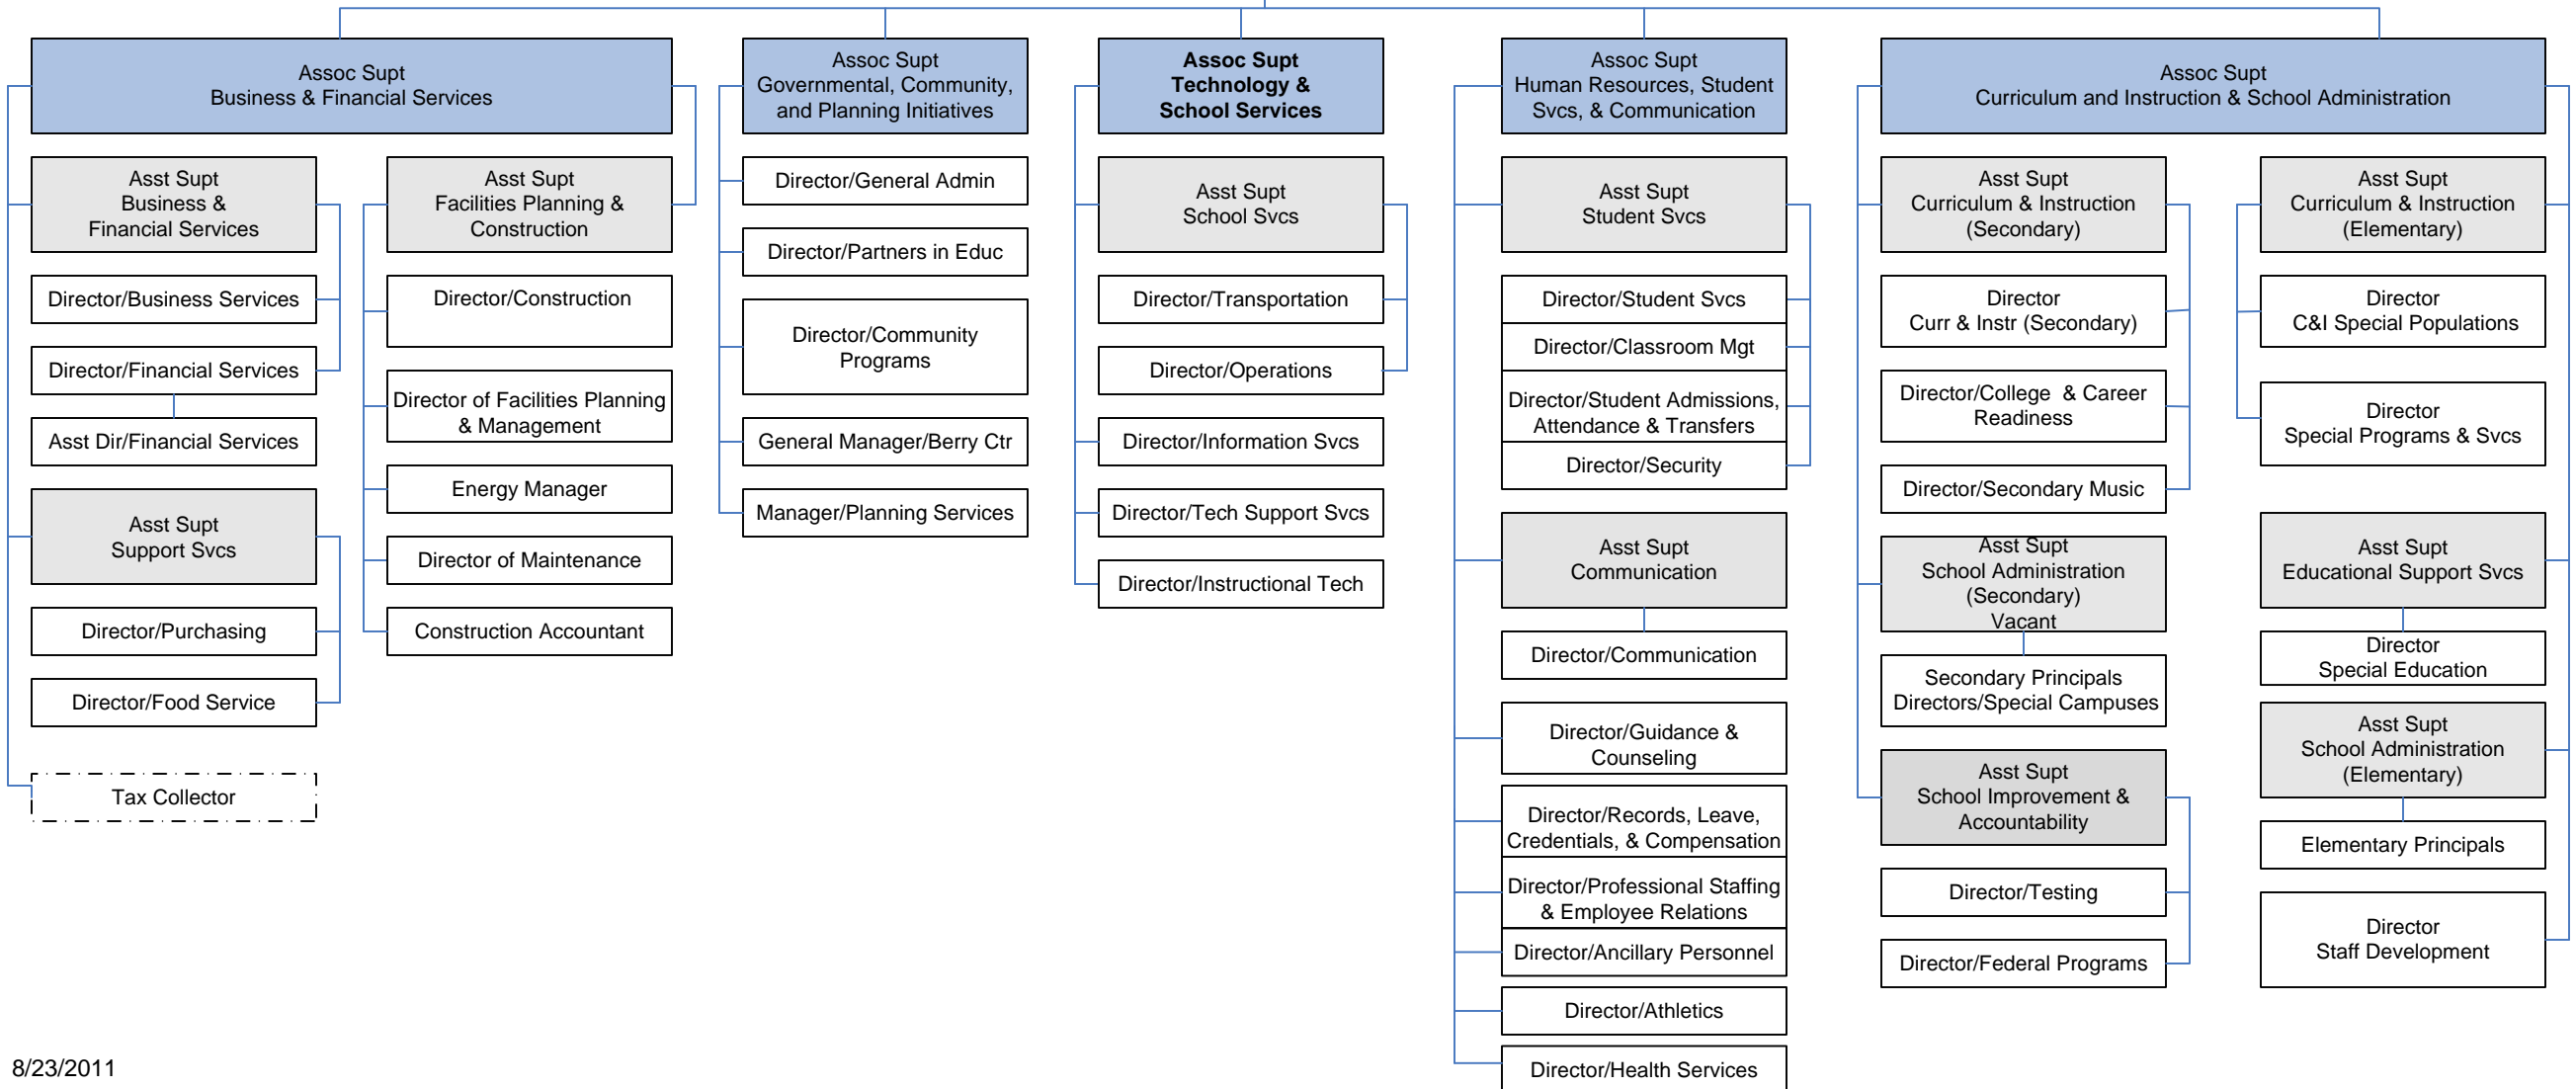 Assoc Supt
Business & Financial Services
Asst Supt
Business &
Financial Services
Director/Business Services
Director/Financial Services
Asst Dir/Financial Services
Asst Supt
Support Svcs
Director/Purchasing
Director/Food Service
Tax Collector
Asst Supt
Facilities Planning &
Construction
Director/Construction
Director of Facilities Planning
& Management
Energy Manager
Director of Maintenance
Construction Accountant
Assoc Supt
Governmental, Community,
and Planning Initiatives
Director/General Admin
Director/Partners in Educ
Director/Community
Programs
General Manager/Berry Ctr
Manager/Planning Services
Assoc Supt
Technology &
School Services
Asst Supt
School Svcs
Director/Transportation
Director/Operations
Director/Information Svcs
Director/Tech Support Svcs
Director/Instructional Tech
Assoc Supt
Human Resources, Student
Svcs, & Communication
Asst Supt
Student Svcs
Director/Student Svcs
Director/Classroom Mgt
Director/Student Admissions,
Attendance & Transfers
Director/Security
Asst Supt
Communication
Director/Communication
Director/Guidance &
Counseling
Director/Records, Leave,
Credentials, & Compensation
Director/Professional Staffing
& Employee Relations
Director/Ancillary Personnel
Director/Athletics
Director/Health Services
Assoc Supt
Curriculum and Instruction & School Administration
Asst Supt
Curriculum & Instruction
(Secondary)
Director
Curr & Instr (Secondary)
Director/College & Career
Readiness
Director/Secondary Music
Asst Supt
School Administration
(Secondary)
Vacant
Secondary Principals
Directors/Special Campuses
Asst Supt
School Improvement &
Accountability
Director/Testing
Director/Federal Programs
Asst Supt
Curriculum & Instruction
(Elementary)
Director
C&I Special Populations
Director
Special Programs & Svcs
Asst Supt
Educational Support Svcs
Director
Special Education
Asst Supt
School Administration
(Elementary)
Elementary Principals
Director
Staff Development
8/23/2011